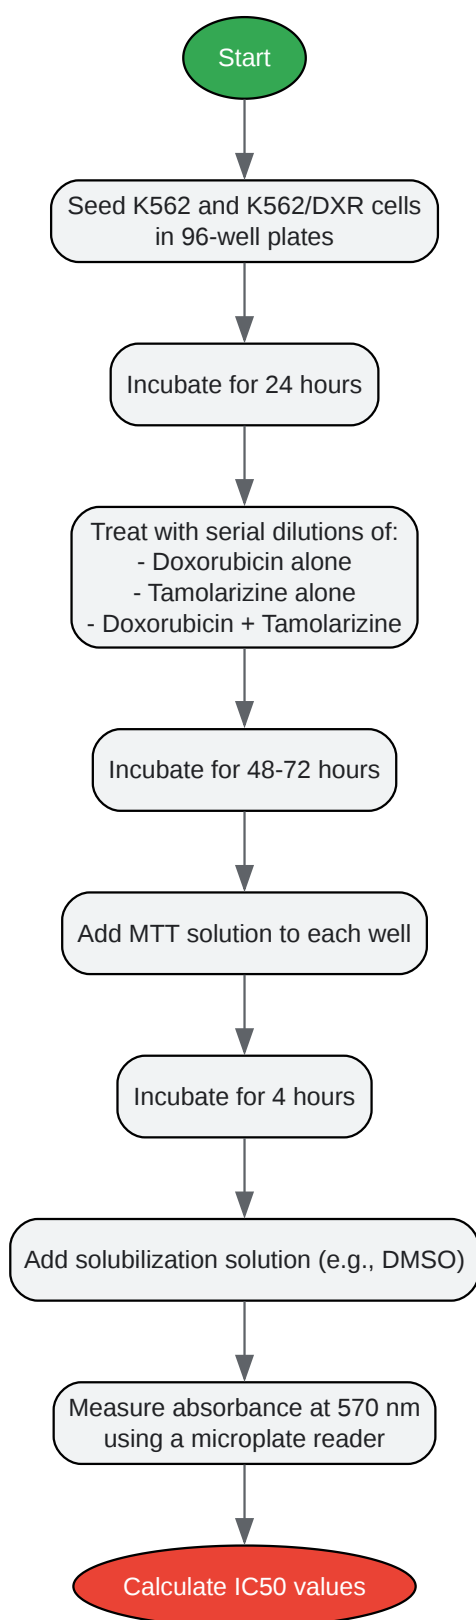 Start
Seed K562 and K562/DXR cells
in 96-well plates
Incubate for 24 hours
Treat with serial dilutions of:
- Doxorubicin alone
- Tamolarizine alone
- Doxorubicin + Tamolarizine
Incubate for 48-72 hours
Add MTT solution to each well
Incubate for 4 hours
Add solubilization solution (e.g., DMSO)
Measure absorbance at 570 nm
using a microplate reader
Calculate IC50 values